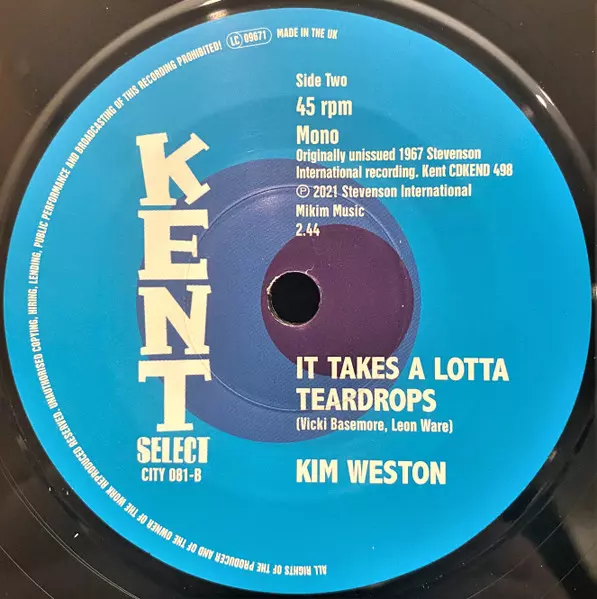 ALL RIGHTS OF THE PRODUCER AND OF THE OWNER OF THE WORK REPRODUCED RESERVED. UNAUTHORISED COPYING, HIRING, LENDING, PUBLIC PERFORMANCE AND BROADCASTING OF THIS RECORDING PROHIBITED! LC 09671 MADE IN THE UK
KENT
SELECT
CITY 081-B
Side Two
45 rpm
Mono
Originally unissued 1967 Stevenson
International recording. Kent CDKEND 498
℗ 2021 Stevenson International
Mikim Music
2.44
IT TAKES A LOTTA
TEARDROPS
(Vicki Basemore, Leon Ware)
KIM WESTON